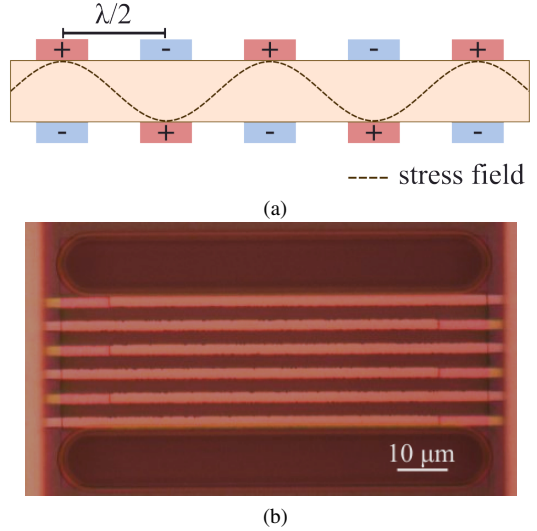 λ/2
+ - + - +
- + - + -
stress field
(a)
10 μm
(b)